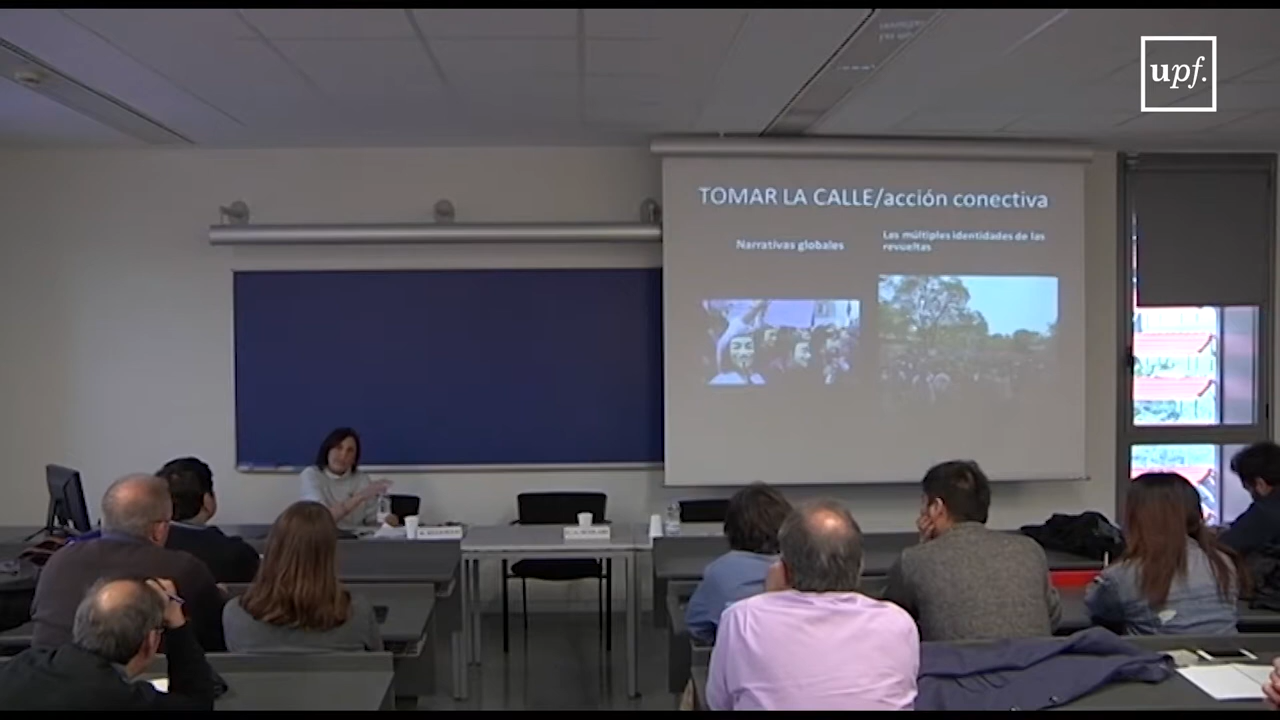 upf.
TOMAR LA CALLE/acción conectiva
Narrativas globales
Las múltiples identidades de las
revueltas